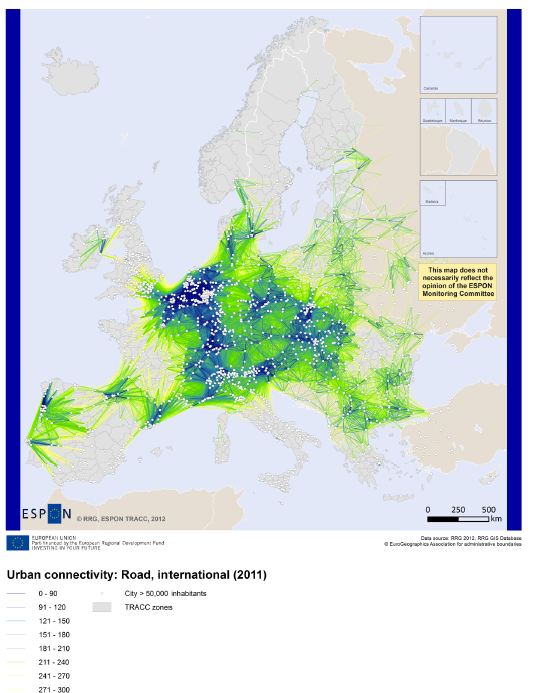 Canarias
Guadeloupe Martinique Reunion
Madeira
Acores
This map does not
necessarily reflect the
opinion of the ESPON
Monitoring Committee
ESPON
© RRG, ESPON TRACC, 2012
0 250 500
km
EUROPEAN UNION
Part-financed by the European Regional Development Fund
INVESTING IN YOUR FUTURE
Data source: RRG 2012, RRG GIS Database
© EuroGeographics Association for administrative boundaries
Urban connectivity: Road, international (2011)
0 - 90
City > 50,000 inhabitants
91 - 120
TRACC zones
121 - 150
151 - 180
181 - 210
211 - 240
241 - 270
271 - 300